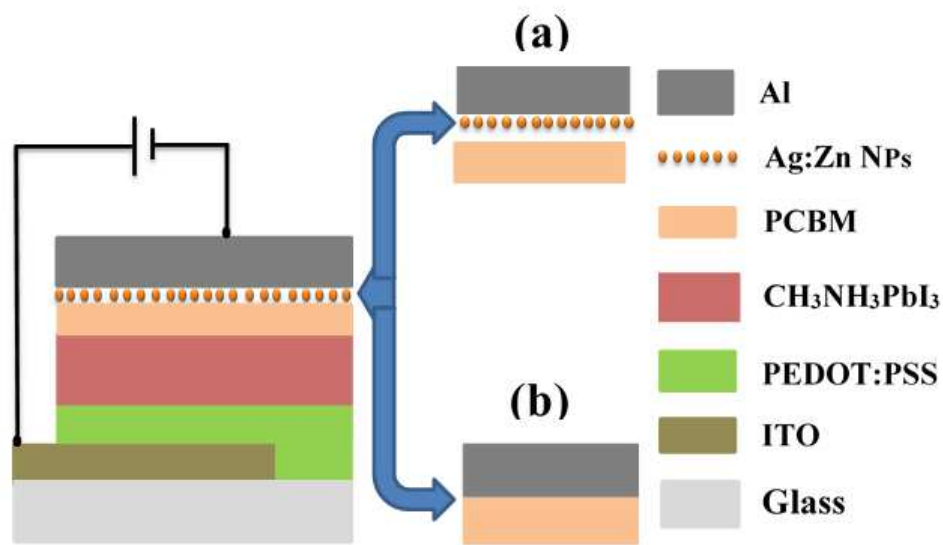 (a)
Al
Ag:Zn NPs
PCBM
CH₃NH₃PbI₃
PEDOT:PSS
(b)
ITO
Glass